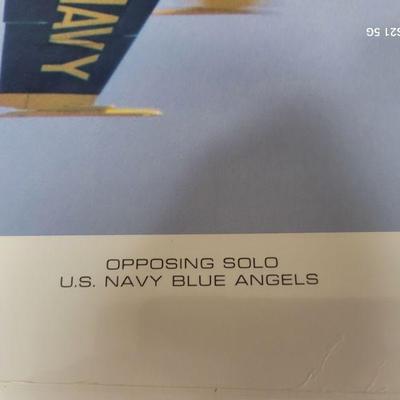 NAVY
OPPOSING SOLO
U.S. NAVY BLUE ANGELS